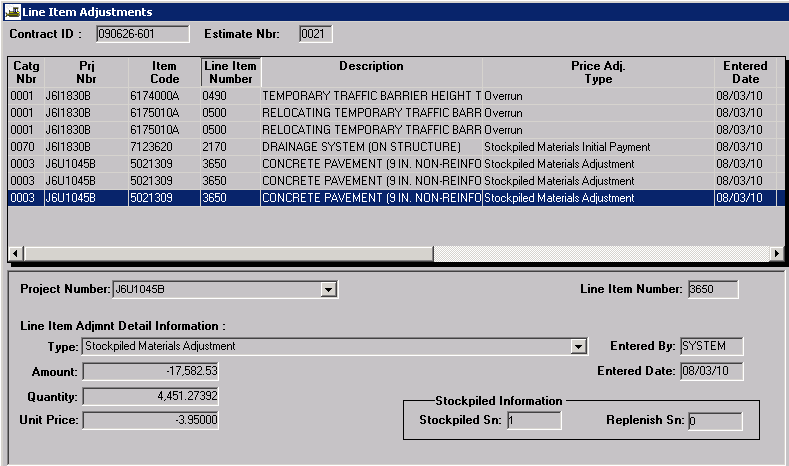 Line Item Adjustments
Contract ID : 090626-601 Estimate Nbr: 0021
Catg Nbr Prj Nbr Item Code Line Item Number Description Price Adj. Type Entered Date
0001 J6I1830B 6174000A 0490 TEMPORARY TRAFFIC BARRIER HEIGHT T Overrun 08/03/10
0001 J6I1830B 6175010A 0500 RELOCATING TEMPORARY TRAFFIC BARR Overrun 08/03/10
0001 J6I1830B 6175010A 0500 RELOCATING TEMPORARY TRAFFIC BARR Overrun 08/03/10
0070 J6I1830B 7123620 2170 DRAINAGE SYSTEM (ON STRUCTURE) Stockpiled Materials Initial Payment 08/03/10
0003 J6U1045B 5021309 3650 CONCRETE PAVEMENT (9 IN. NON-REINFO Stockpiled Materials Adjustment 08/03/10
0003 J6U1045B 5021309 3650 CONCRETE PAVEMENT (9 IN. NON-REINFO Stockpiled Materials Adjustment 08/03/10
0003 J6U1045B 5021309 3650 CONCRETE PAVEMENT (9 IN. NON-REINFO Stockpiled Materials Adjustment 08/03/10
Project Number: J6U1045B Line Item Number: 3650
Line Item Adjmnt Detail Information :
Type: Stockpiled Materials Adjustment Entered By: SYSTEM
Amount: -17,582.53 Entered Date: 08/03/10
Quantity: 4,451.27392
Stockpiled Information
Unit Price: -3.95000 Stockpiled Sn: 1 Replenish Sn: 0